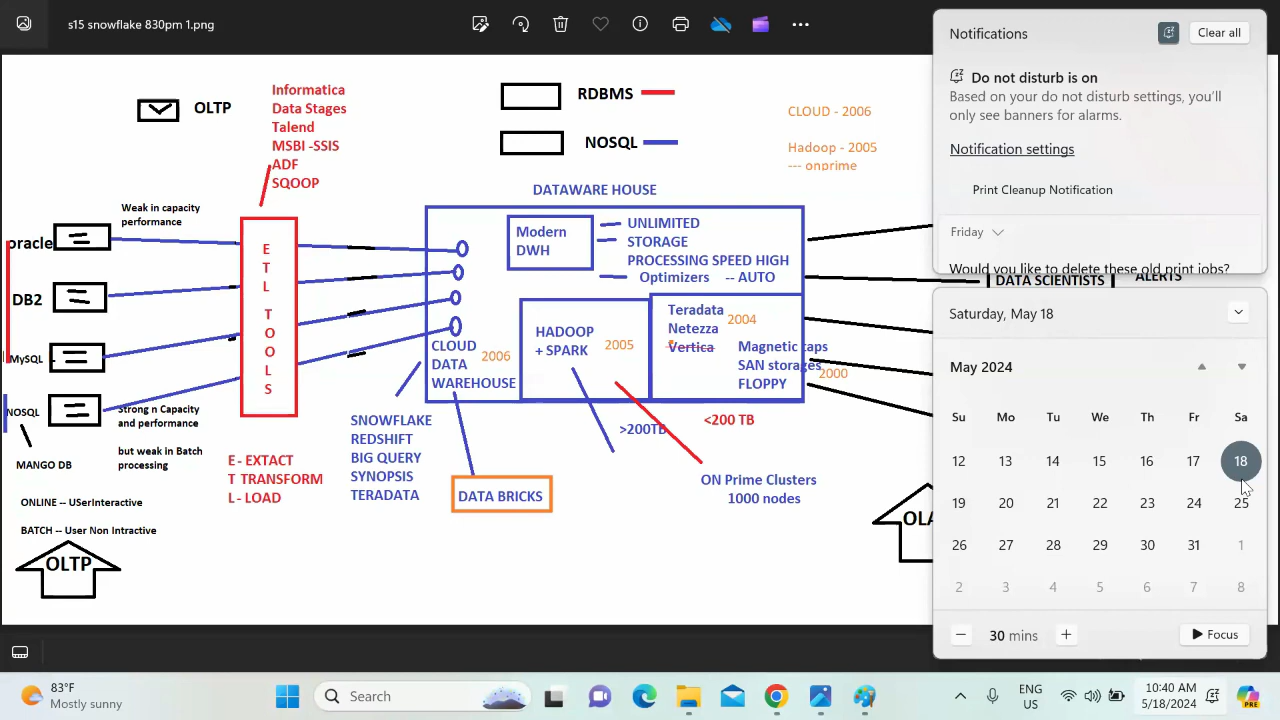 s15 snowflake 830pm 1.png
OLTP
Informatica
Data Stages
Talend
MSBI -SSIS
ADF
SQOOP
RDBMS
NOSQL
CLOUD - 2006
Hadoop - 2005
--- onprime
DATAWARE HOUSE
Weak in capacity
performance
oracle
DB2
MySQL
NOSQL
MANGO DB
Strong n Capacity
and performance
but weak in Batch
processing
ONLINE -- USerInteractive
BATCH -- User Non Intractive
OLTP
E
T
L
T
O
O
L
S
E - EXTACT
T TRANSFORM
L - LOAD
Modern
DWH
UNLIMITED
STORAGE
PROCESSING SPEED HIGH
Optimizers -- AUTO
CLOUD
DATA
WAREHOUSE
2006
HADOOP
+ SPARK
2005
Teradata
Netezza
Vertica
2004
Magnetic taps
SAN storages
FLOPPY
2000
SNOWFLAKE
REDSHIFT
BIG QUERY
SYNOPSIS
TERADATA
DATA BRICKS
>200TB
<200 TB
ON Prime Clusters
1000 nodes
DATA SCIENTISTS
ALERTS
Notifications
Clear all
Do not disturb is on
Based on your do not disturb settings, you'll
only see banners for alarms.
Notification settings
Print Cleanup Notification
Friday
Would you like to delete these old print jobs?
Saturday, May 18
May 2024
Su Mo Tu We Th Fr Sa
12 13 14 15 16 17 18
19 20 21 22 23 24 25
26 27 28 29 30 31 1
2 3 4 5 6 7 8
30 mins
Focus
83°F
Mostly sunny
Search
ENG
US
10:40 AM
5/18/2024
PRE